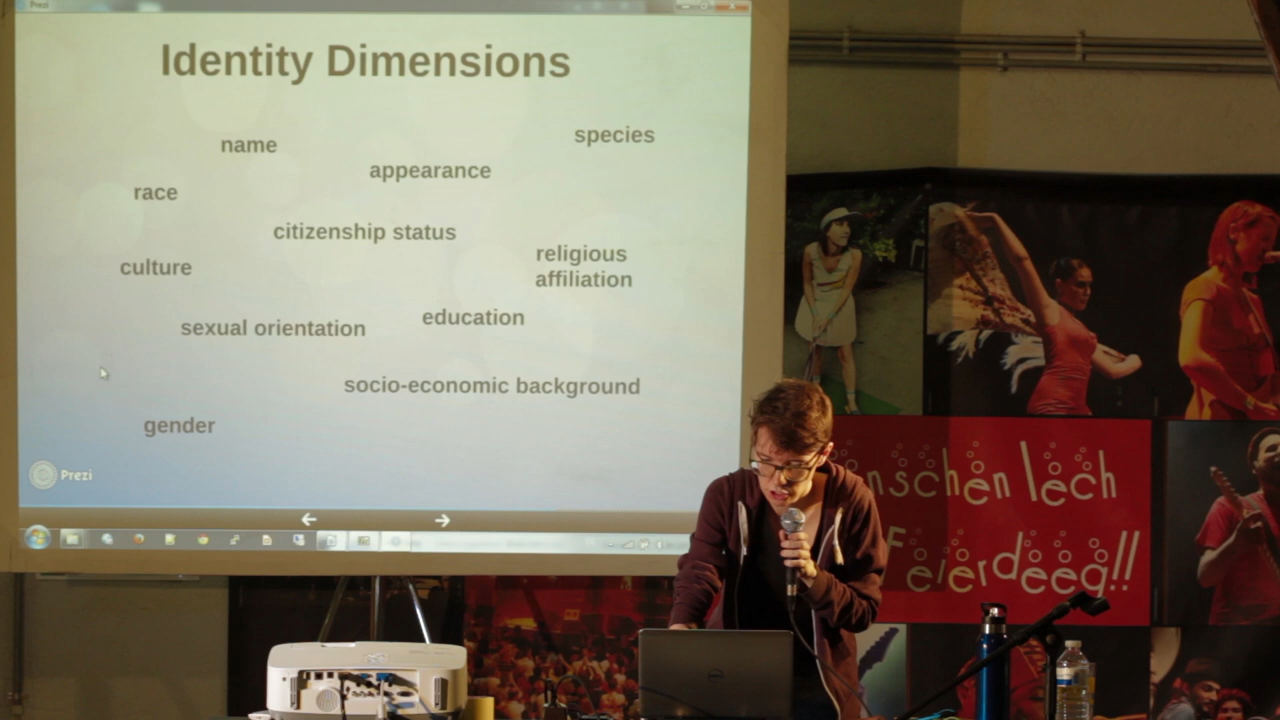 Prezi
Identity Dimensions
species
name
appearance
race
citizenship status
religious
affiliation
culture
education
sexual orientation
socio-economic background
gender
Prezi
nschen lech
Feierdeeg!!
DELL